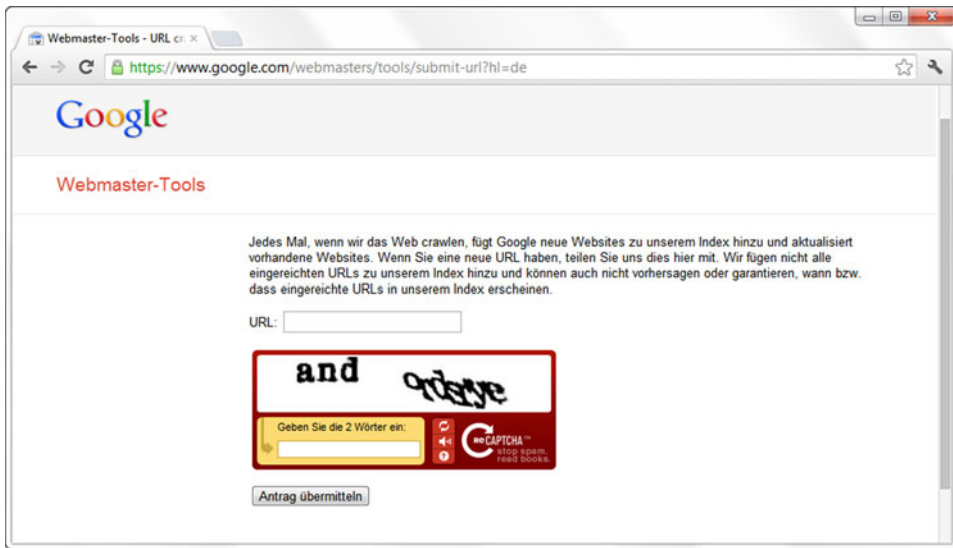 Webmaster-Tools - URL cr
https://www.google.com/webmasters/tools/submit-url?hl=de
Google
Webmaster-Tools
Jedes Mal, wenn wir das Web crawlen, fügt Google neue Websites zu unserem Index hinzu und aktualisiert
vorhandene Websites. Wenn Sie eine neue URL haben, teilen Sie uns dies hier mit. Wir fügen nicht alle
eingereichten URLs zu unserem Index hinzu und können auch nicht vorhersagen oder garantieren, wann bzw.
dass eingereichte URLs in unserem Index erscheinen.
URL:
and
Geben Sie die 2 Wörter ein:
reCAPTCHA™
stop spam.
read books.
Antrag übermitteln